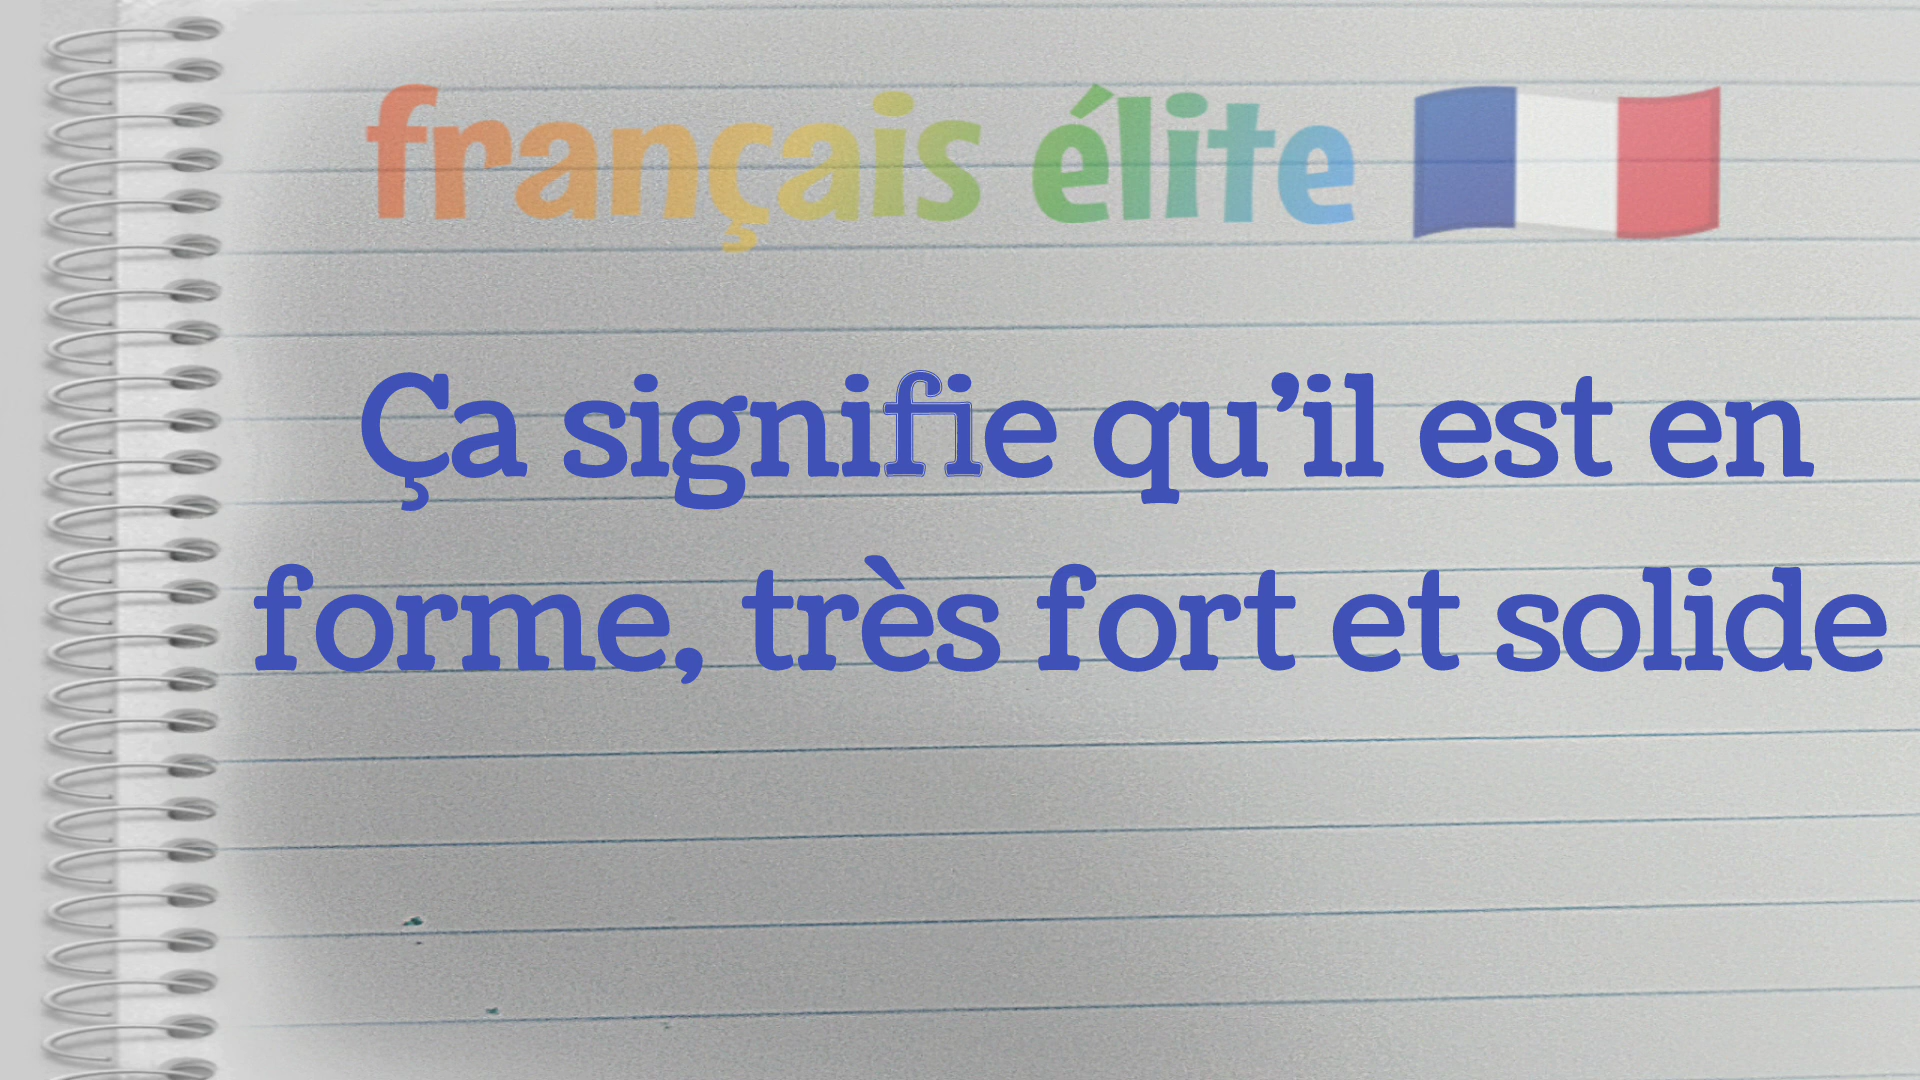 français élite
Ça signifie qu’il est en
forme, très fort et solide